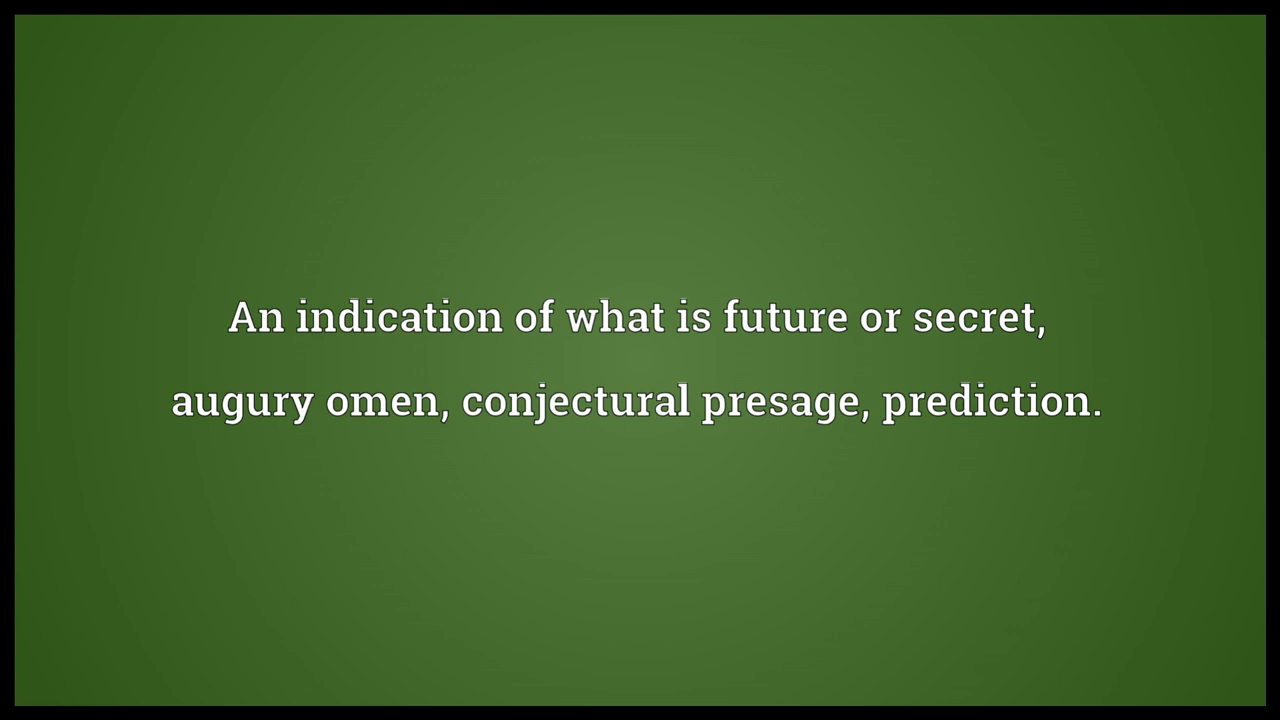 An indication of what is future or secret,
augury omen, conjectural presage, prediction.